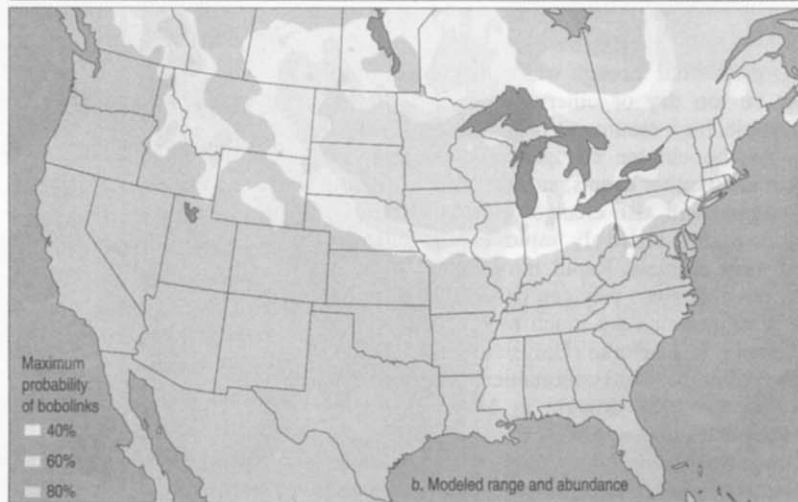 Maximum
probability
of bobolinks
40%
60%
80%
b. Modeled range and abundance